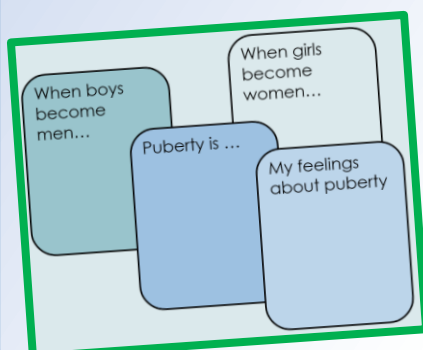 When boys
become
men…
When girls
become
women…
Puberty is …
My feelings
about puberty